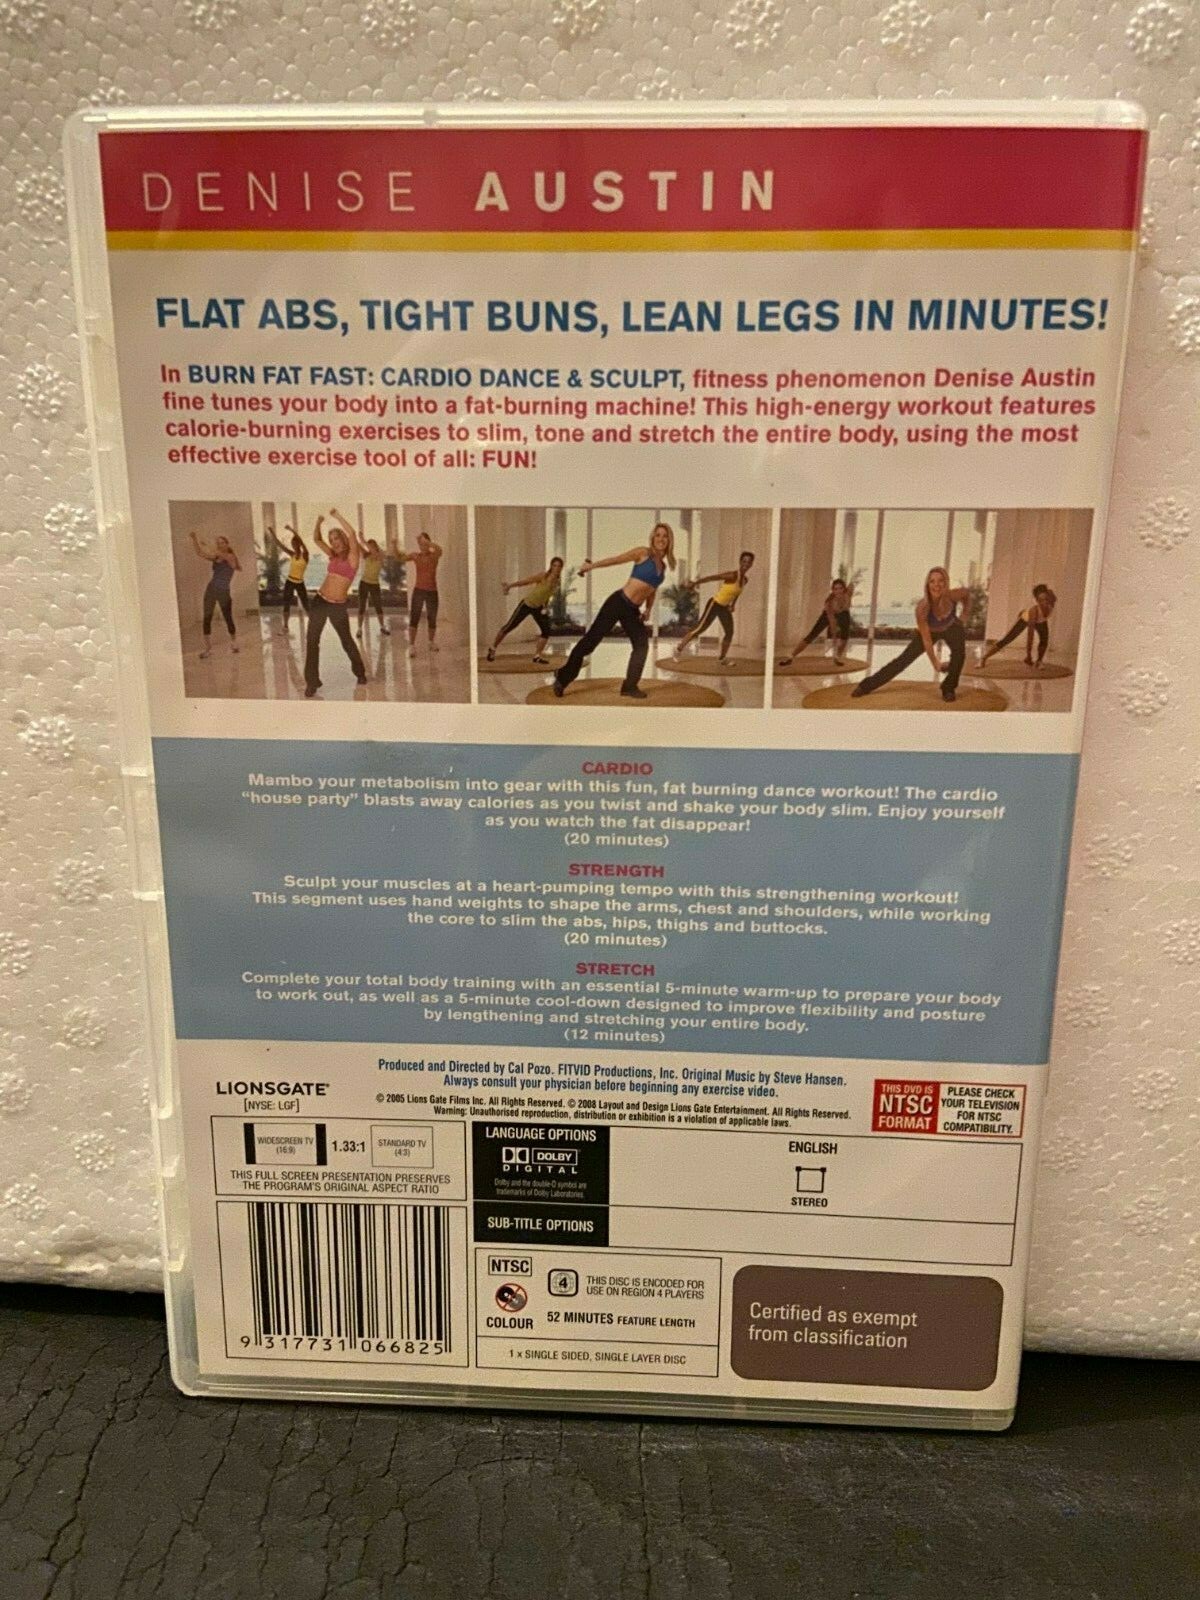 DENISE AUSTIN
FLAT ABS, TIGHT BUNS, LEAN LEGS IN MINUTES!
In BURN FAT FAST: CARDIO DANCE & SCULPT, fitness phenomenon Denise Austin
fine tunes your body into a fat-burning machine! This high-energy workout features
calorie-burning exercises to slim, tone and stretch the entire body, using the most
effective exercise tool of all: FUN!
CARDIO
Mambo your metabolism into gear with this fun, fat burning dance workout! The cardio
“house party” blasts away calories as you twist and shake your body slim. Enjoy yourself
as you watch the fat disappear!
(20 minutes)
STRENGTH
Sculpt your muscles at a heart-pumping tempo with this strengthening workout!
This segment uses hand weights to shape the arms, chest and shoulders, while working
the core to slim the abs, hips, thighs and buttocks.
(20 minutes)
STRETCH
Complete your total body training with an essential 5-minute warm-up to prepare your body
to work out, as well as a 5-minute cool-down designed to improve flexibility and posture
by lengthening and stretching your entire body.
(12 minutes)
Produced and Directed by Cal Pozo. FITVID Productions, Inc. Original Music by Steve Hansen.
Always consult your physician before beginning any exercise video.
© 2005 Lions Gate Films Inc. All Rights Reserved. © 2008 Layout and Design Lions Gate Entertainment. All Rights Reserved.
Warning: Unauthorised reproduction, distribution or exhibition is a violation of applicable laws.
LIONSGATE®
[NYSE: LGF]
THIS DVD IS
NTSC
FORMAT
PLEASE CHECK
YOUR TELEVISION
FOR NTSC
COMPATIBILITY.
WIDESCREEN TV
(16:9)
1.33:1
STANDARD TV
(4:3)
THIS FULL SCREEN PRESENTATION PRESERVES
THE PROGRAM'S ORIGINAL ASPECT RATIO
LANGUAGE OPTIONS
DOLBY
DIGITAL
Dolby and the double-D symbol are
trademarks of Dolby Laboratories.
ENGLISH
STEREO
SUB-TITLE OPTIONS
NTSC
COLOUR
4
THIS DISC IS ENCODED FOR
USE ON REGION 4 PLAYERS
52 MINUTES FEATURE LENGTH
1 x SINGLE SIDED, SINGLE LAYER DISC
Certified as exempt
from classification
9 317731 066825